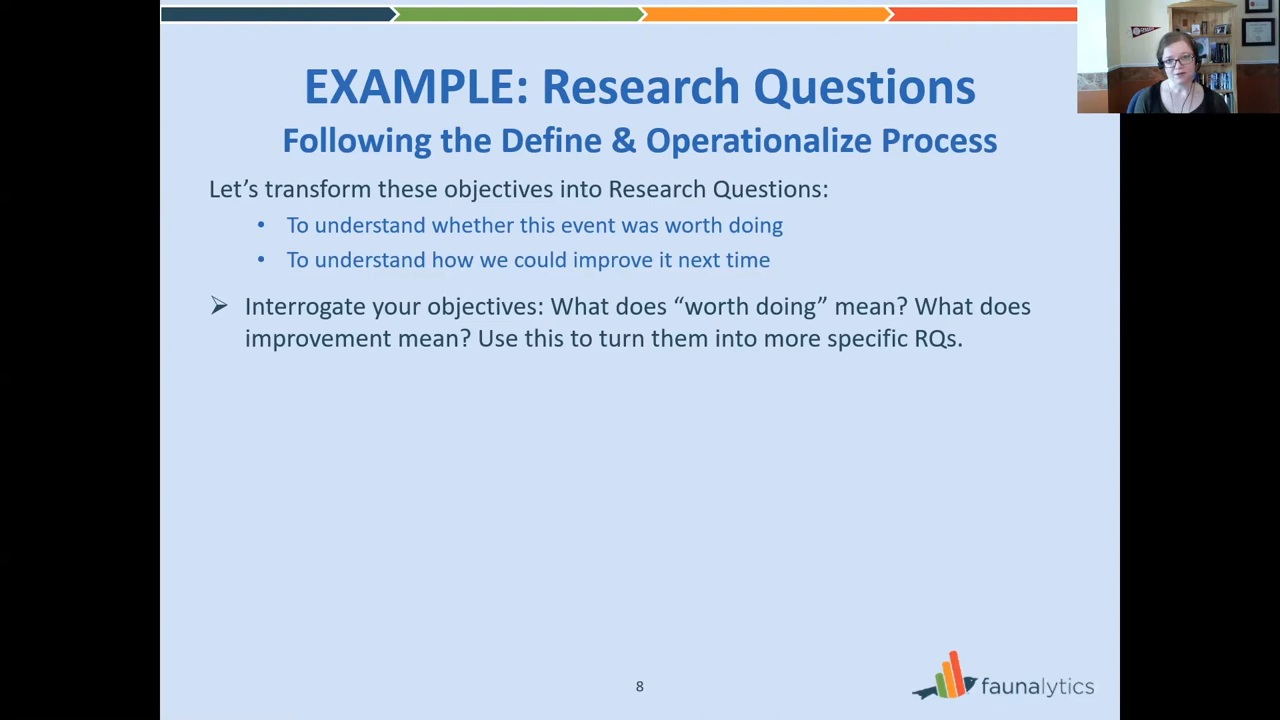 EXAMPLE: Research Questions
Following the Define & Operationalize Process
Let’s transform these objectives into Research Questions:
• To understand whether this event was worth doing
• To understand how we could improve it next time
➢ Interrogate your objectives: What does “worth doing” mean? What does
improvement mean? Use this to turn them into more specific RQs.
8
faunalytics